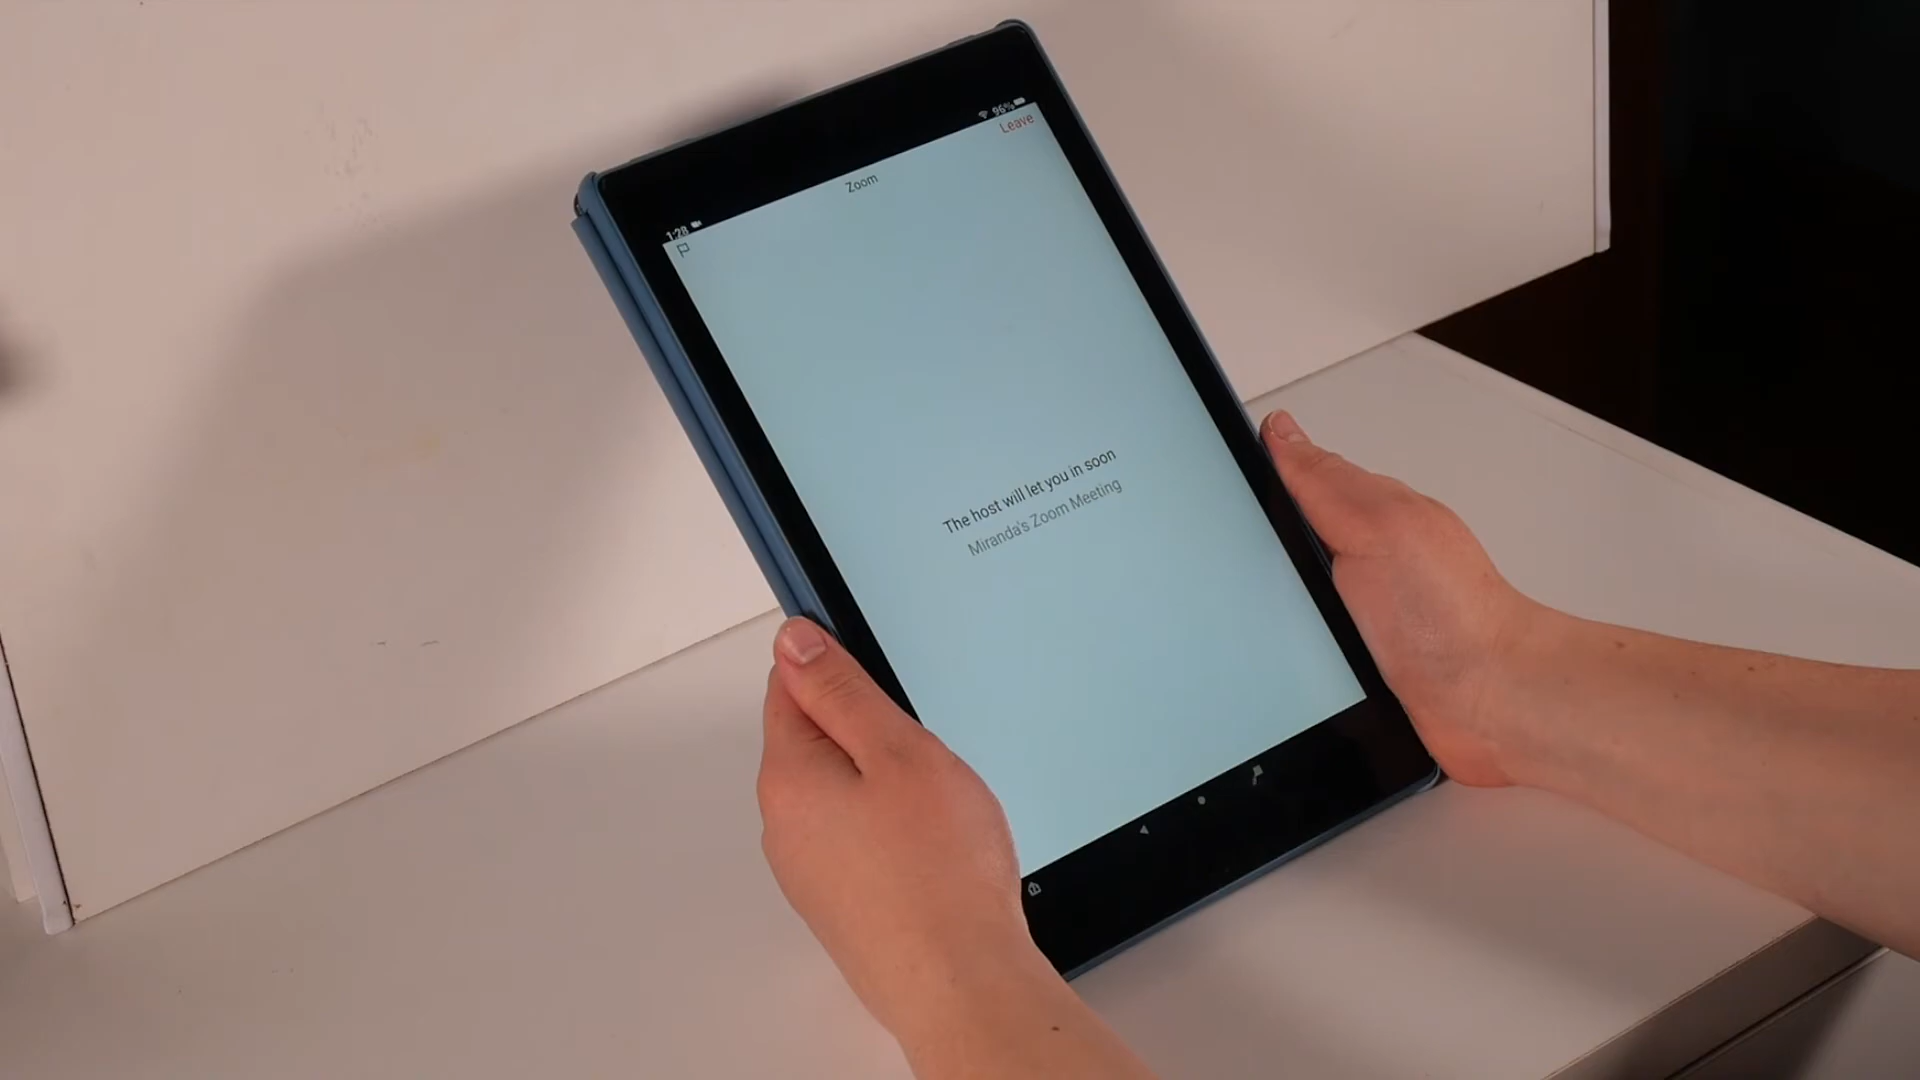 1:28
96%
Leave
Zoom
The host will let you in soon
Miranda's Zoom Meeting